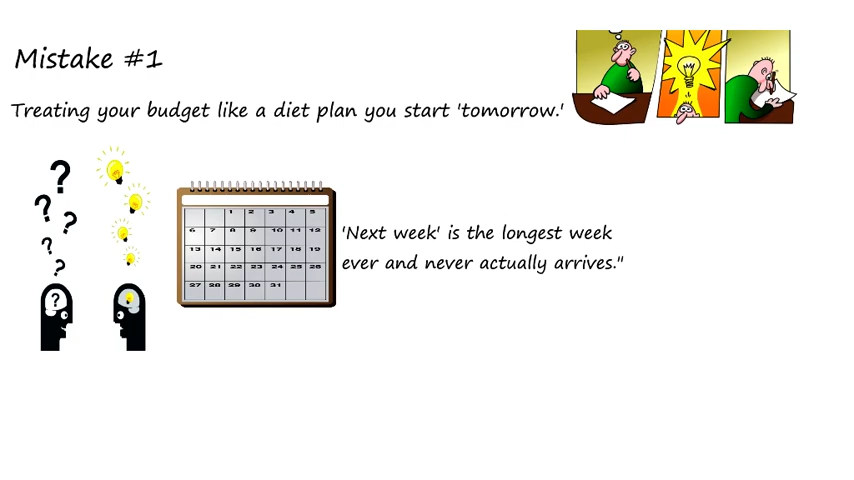 Mistake #1
Treating your budget like a diet plan you start 'tomorrow.'
? ? ? ? ? ?
1 2 3 4 5
6 7 8 9 10 11 12
13 14 15 16 17 18 19
20 21 22 23 24 25 26
27 28 29 30 31
'Next week' is the longest week
ever and never actually arrives."